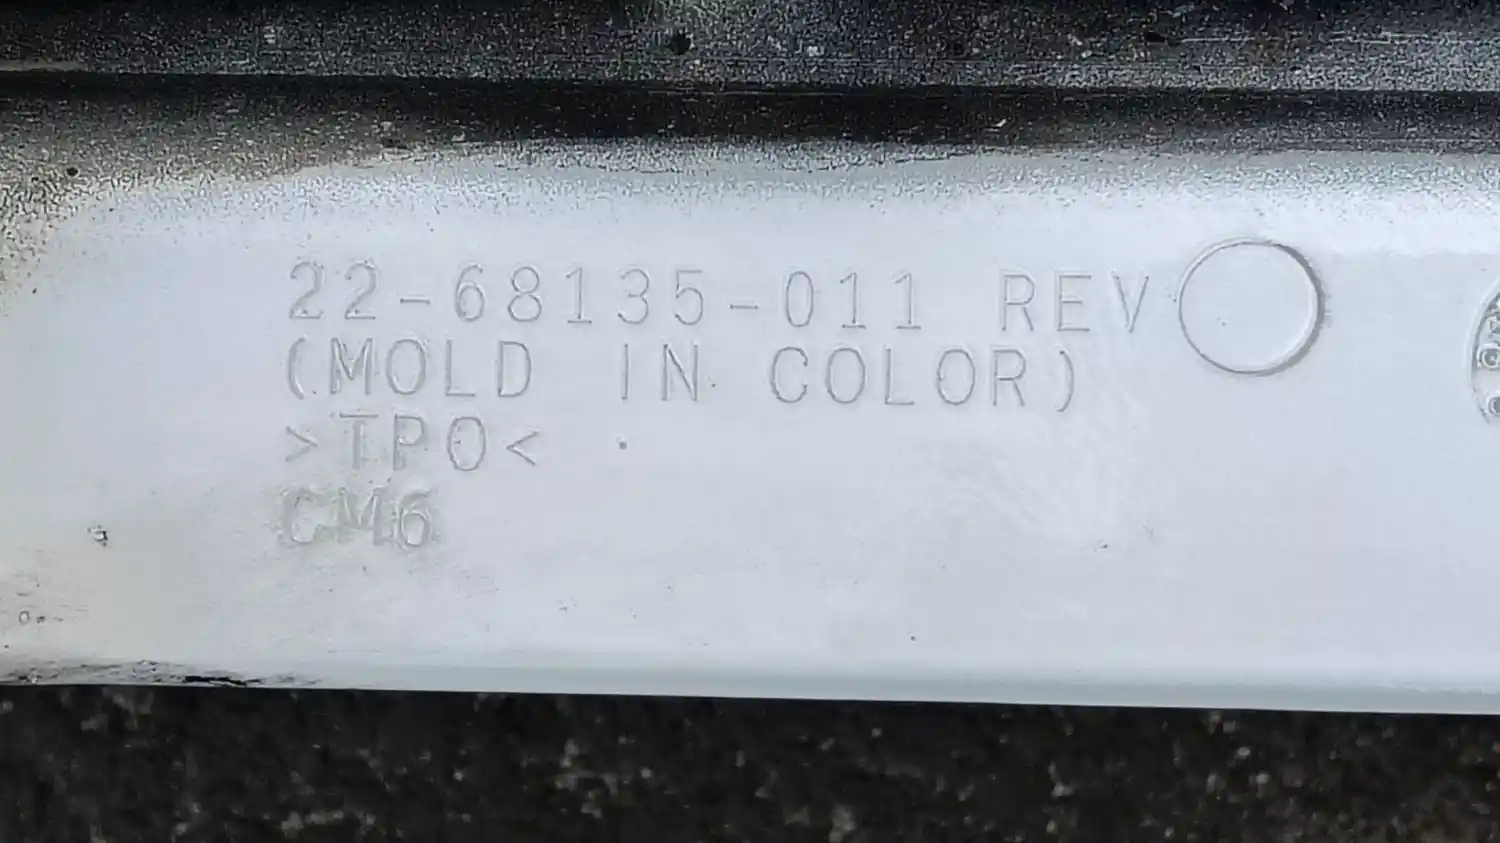 22-68135-011 REV
(MOLD IN COLOR)
>TPO<
CM6